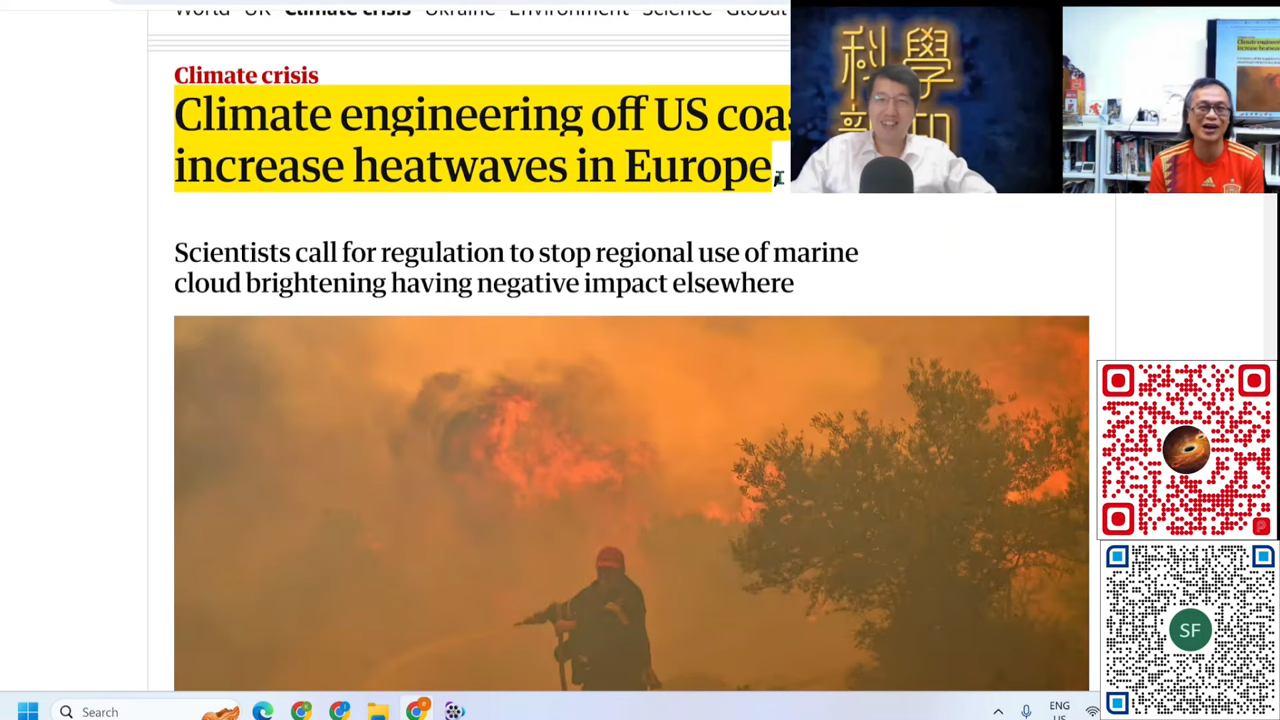 World UK Climate crisis Ukraine Environment Science Global
Climate crisis
Climate engineering off US coas
increase heatwaves in Europe,
Scientists call for regulation to stop regional use of marine
cloud brightening having negative impact elsewhere
科學
SF
Search
ENG
US